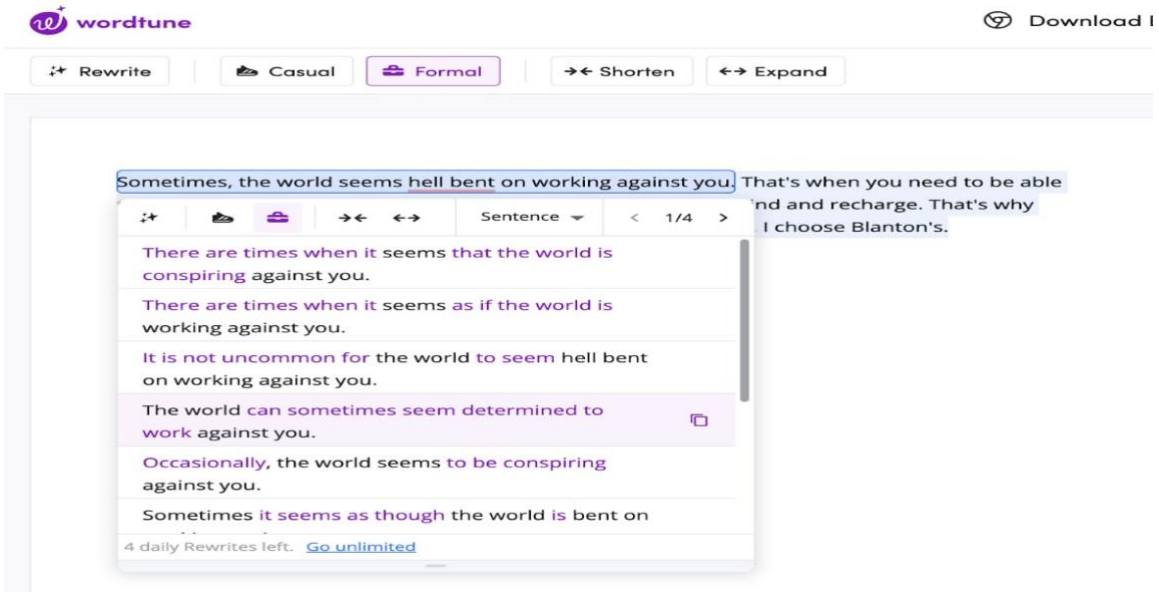 wordtune
Download
Rewrite Casual Formal Shorten Expand
Sometimes, the world seems hell bent on working against you. That's when you need to be able
and recharge. That's why
I choose Blanton's.
Sentence 1/4
There are times when it seems that the world is
conspiring against you.
There are times when it seems as if the world is
working against you.
It is not uncommon for the world to seem hell bent
on working against you.
The world can sometimes seem determined to
work against you.
Occasionally, the world seems to be conspiring
against you.
Sometimes it seems as though the world is bent on
4 daily Rewrites left. Go unlimited